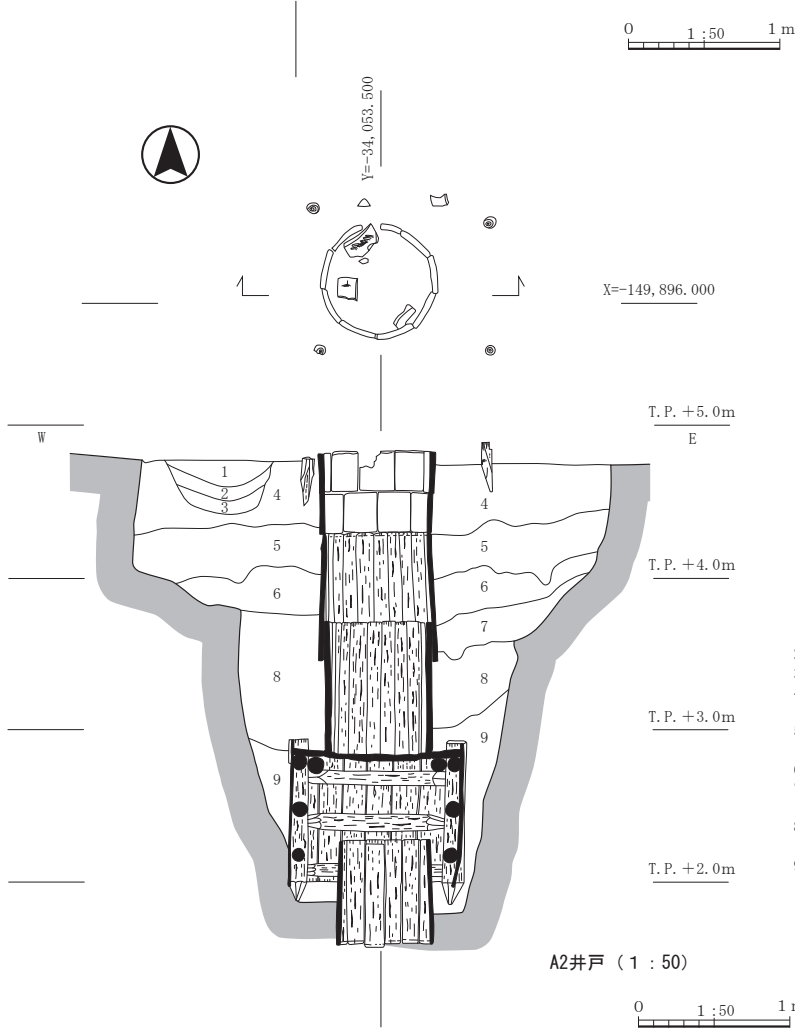 0 1:50 1 m
Y=-34,053.500
X=-149,896.000
T.P.+5.0m
W E
1
2
3
4 4
5 5
T.P.+4.0m
6 6
7
8 8
T.P.+3.0m
9
9
T.P.+2.0m
A2井戸(1:50)
0 1:50 1 m